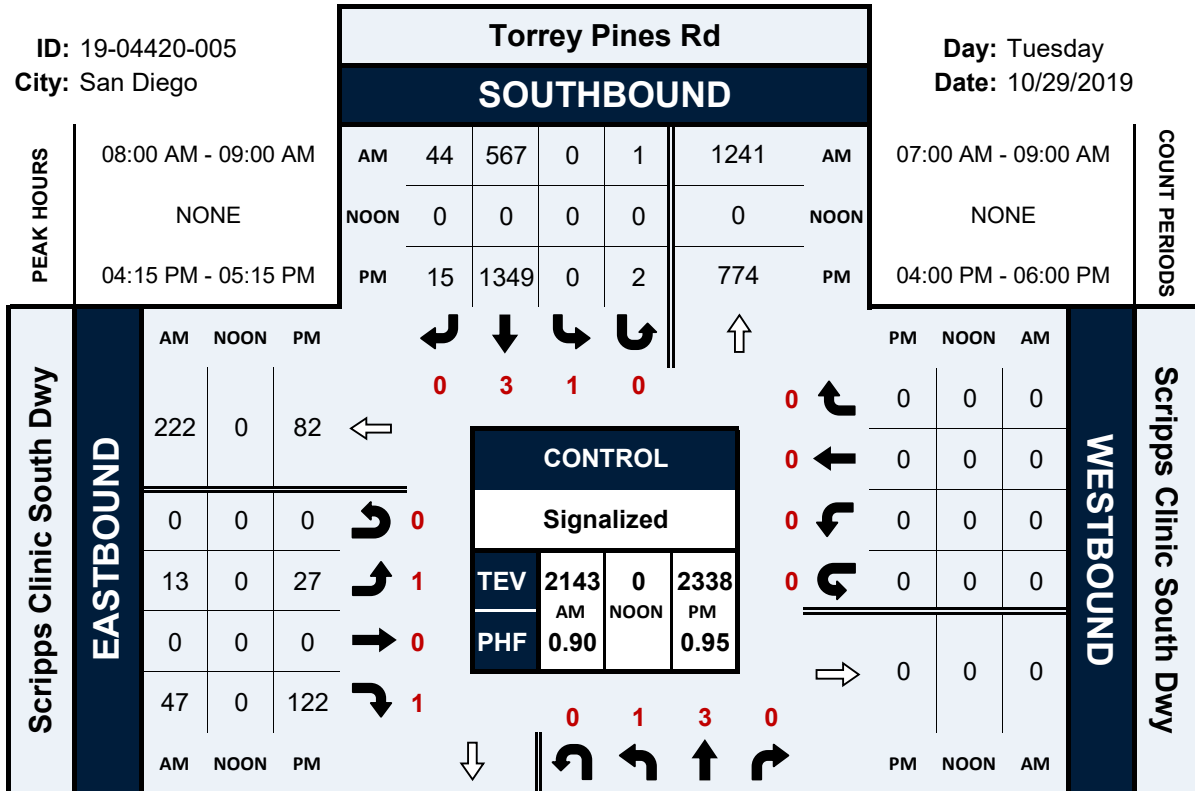 ID: 19-04420-005
City: San Diego
Torrey Pines Rd
SOUTHBOUND
Day: Tuesday
Date: 10/29/2019
PEAK HOURS
08:00 AM - 09:00 AM
NONE
04:15 PM - 05:15 PM
AM 44 567 0 1 1241 AM
NOON 0 0 0 0 0 NOON
PM 15 1349 0 2 774 PM
07:00 AM - 09:00 AM
NONE
04:00 PM - 06:00 PM
COUNT PERIODS
0 3 1 0
Scripps Clinic South Dwy
EASTBOUND
AM NOON PM
222 0 82
0 0 0 0
13 0 27 1
0 0 0 0
47 0 122 1
AM NOON PM
CONTROL
Signalized
TEV 2143 0 2338
AM NOON PM
PHF 0.90 0.95
PM NOON AM
0 0 0 0
0 0 0 0
0 0 0 0
0 0 0 0
0 0 0
PM NOON AM
WESTBOUND
Scripps Clinic South Dwy
0 1 3 0